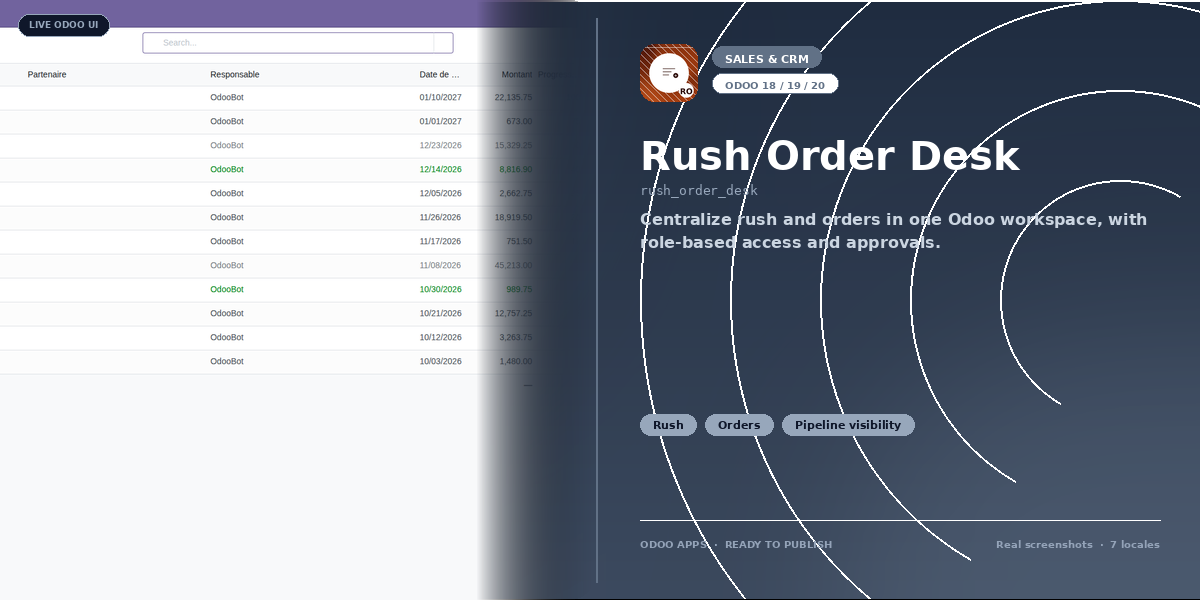 LIVE ODOO UI
Search...
Partenaire Responsable Date de ... Montant
OdooBot 01/10/2027 22,135.75
OdooBot 01/01/2027 673.00
OdooBot 12/23/2026 15,329.25
OdooBot 12/14/2026 8,816.90
OdooBot 12/05/2026 2,662.75
OdooBot 11/26/2026 18,919.50
OdooBot 11/17/2026 751.50
OdooBot 11/08/2026 45,213.00
OdooBot 10/30/2026 989.75
OdooBot 10/21/2026 12,757.25
OdooBot 10/12/2026 3,263.75
OdooBot 10/03/2026 1,480.00
RO
SALES & CRM
ODOO 18 / 19 / 20
Rush Order Desk
rush_order_desk
Centralize rush and orders in one Odoo workspace, with
role-based access and approvals.
Rush Orders Pipeline visibility
ODOO APPS · READY TO PUBLISH
Real screenshots · 7 locales